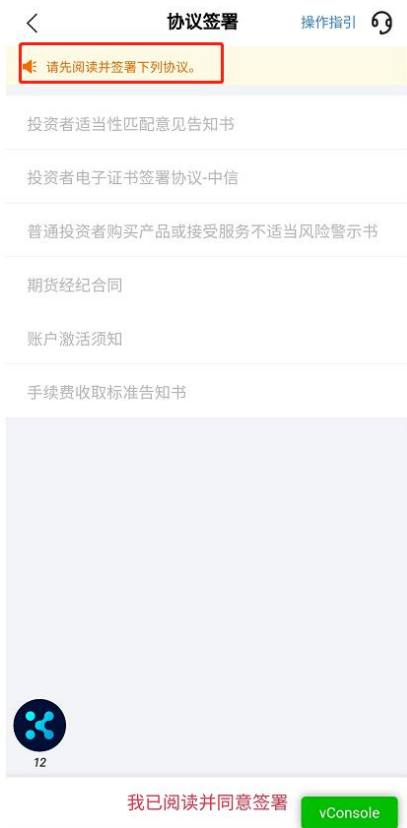 协议签署
操作指引
请先阅读并签署下列协议。
投资者适当性匹配意见告知书
投资者电子证书签署协议-中信
普通投资者购买产品或接受服务不适当风险警示书
期货经纪合同
账户激活须知
手续费收取标准告知书
12
我已阅读并同意签署
vConsole